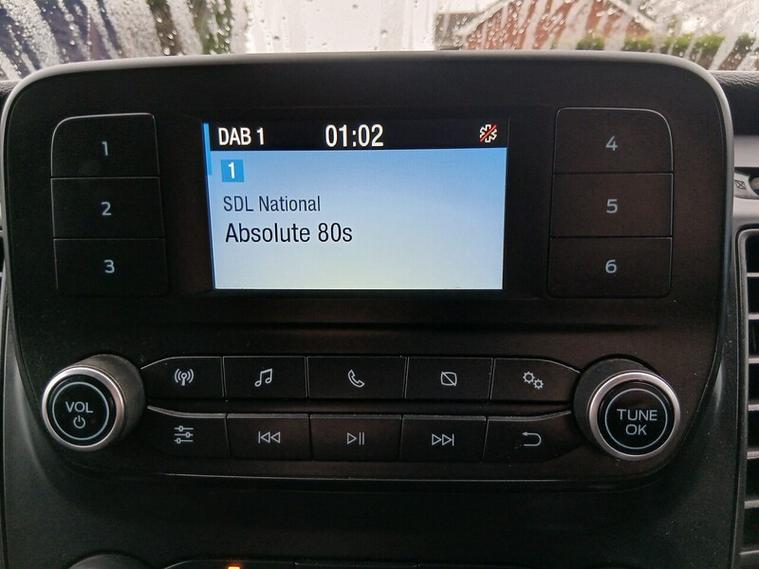 DAB 1 01:02
1
SDL National
Absolute 80s
1
2
3
4
5
6
VOL
TUNE
OK